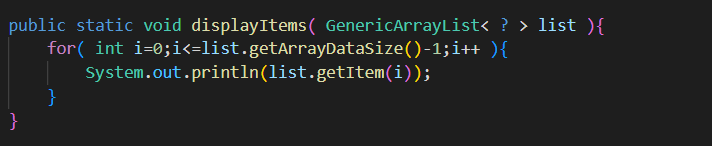 public static void displayItems( GenericArrayList< ? > list ){
for( int i=0;i<=list.getArrayDataSize()-1;i++ ){
System.out.println(list.getItem(i));
}
}